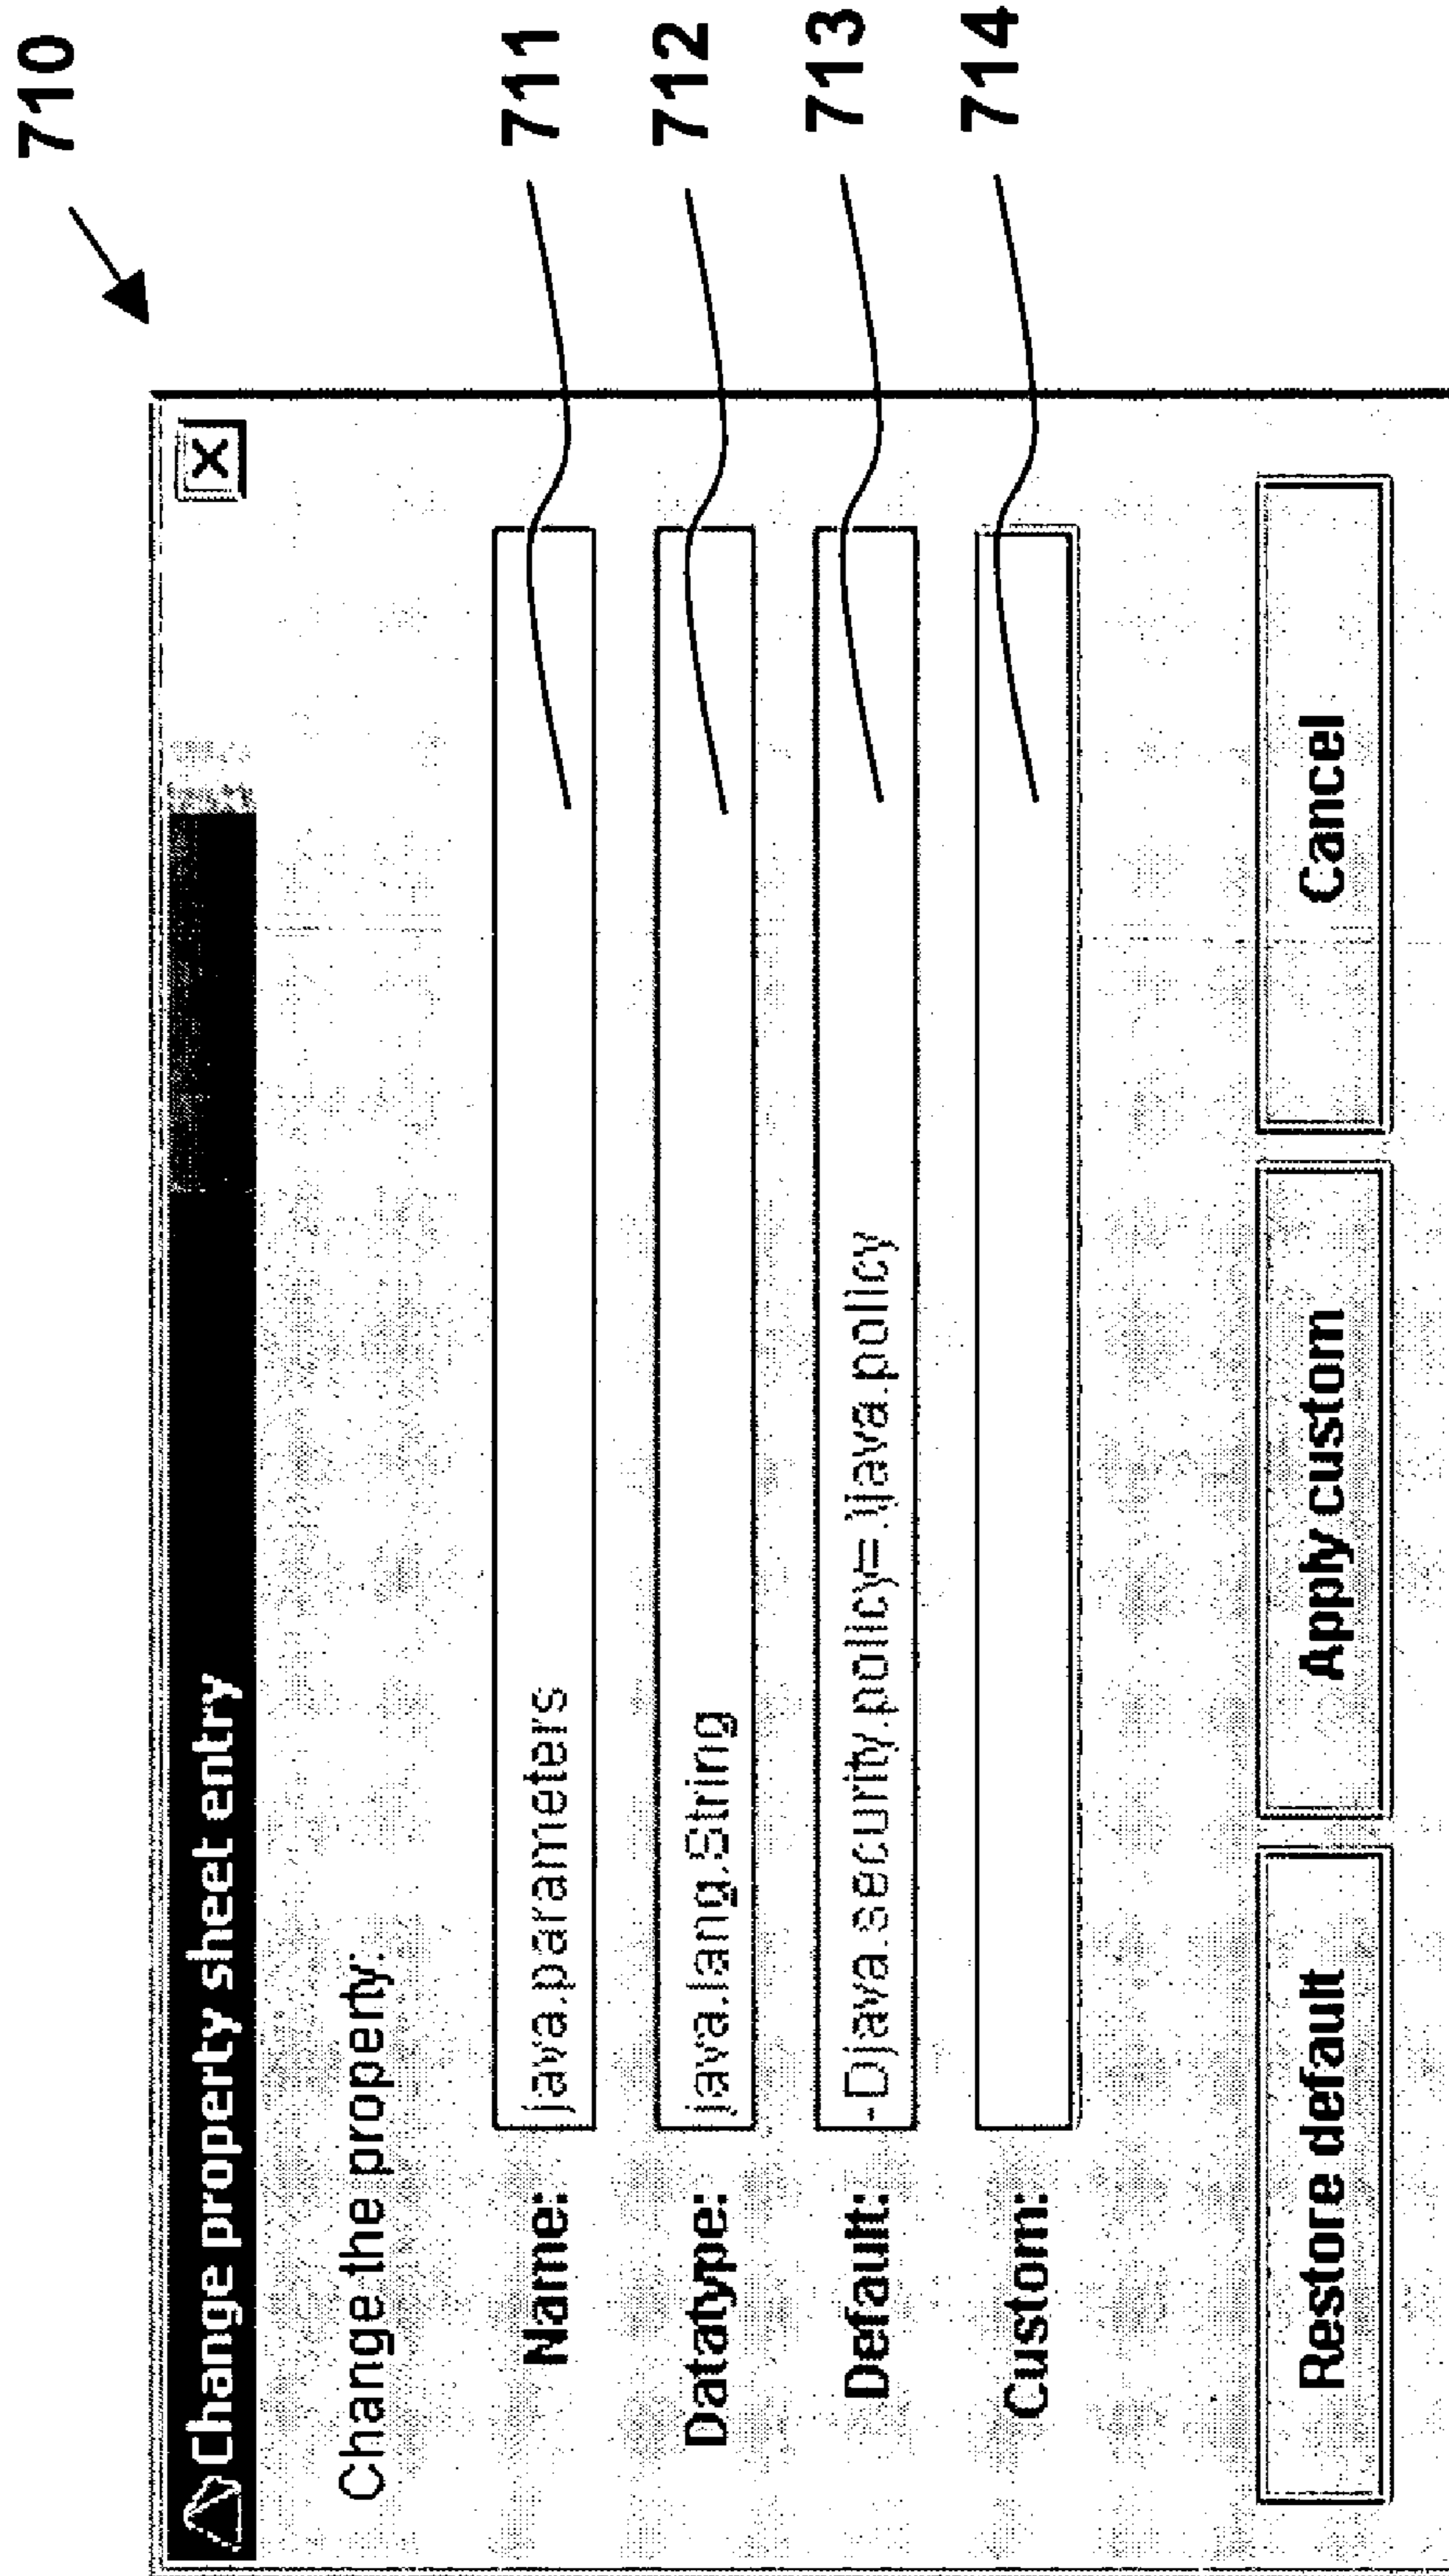 710
Change property sheet entry X
Change the property:
Name: java.parameters 711
Datatype: java.lang.String 712
Default: -Djava.security.policy=.\java.policy 713
Custom: 714
Restore default Apply custom Cancel